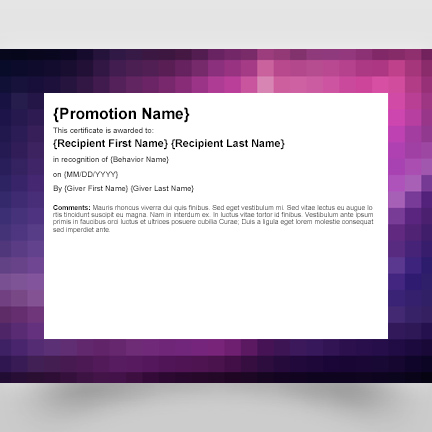 {Promotion Name}
This certificate is awarded to:
{Recipient First Name} {Recipient Last Name}
in recognition of {Behavior Name}
on {MM/DD/YYYY}
By {Giver First Name} {Giver Last Name}
Comments: Mauris rhoncus viverra dui quis finibus. Sed eget vestibulum mi. Sed vitae lectus eu augue lo
rtis tincidunt suscipit eu magna. Nam in interdum ex. In luctus vitae tortor id finibus. Vestibulum ante ipsum
primis in faucibus orci luctus et ultrices posuere cubilia Curae; Duis a ligula eget lorem molestie consequat
sed imperdiet ante.